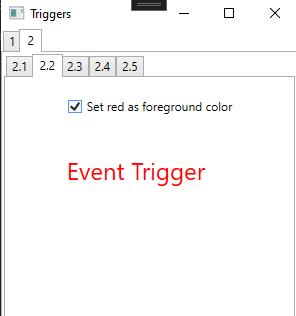 Triggers
1 2
2.1 2.2 2.3 2.4 2.5
Set red as foreground color
Event Trigger